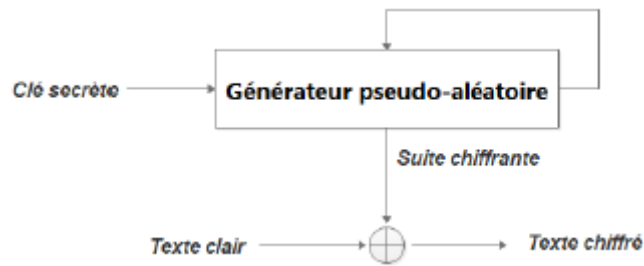 Clé secrète
Générateur pseudo-aléatoire
Suite chiffrante
Texte clair
Texte chiffré